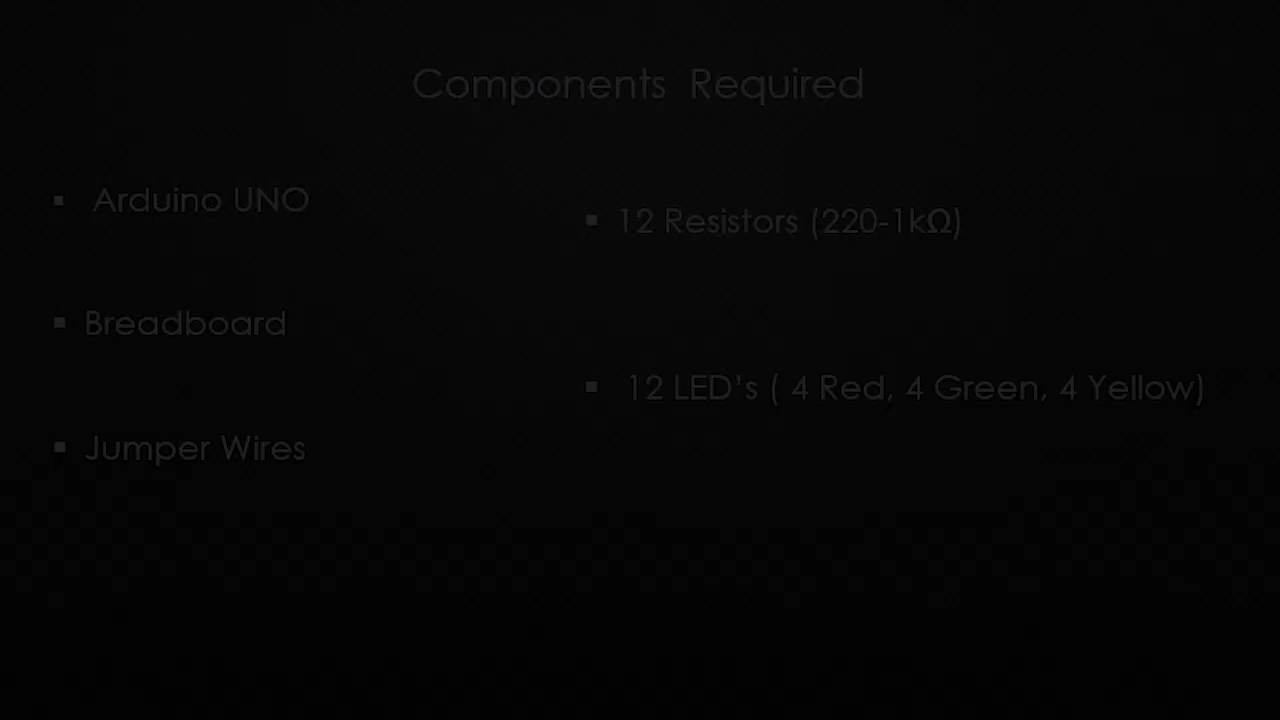 Components Required
▪ Arduino UNO
▪ Breadboard
▪ Jumper Wires
▪ 12 Resistors (220-1kΩ)
▪ 12 LED’s ( 4 Red, 4 Green, 4 Yellow)